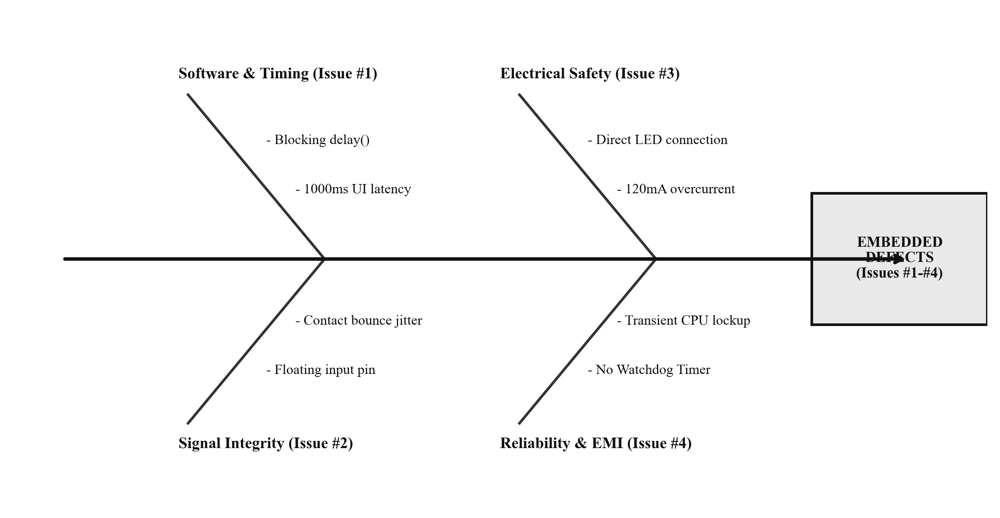 Software & Timing (Issue #1)
- Blocking delay()
- 1000ms UI latency
Electrical Safety (Issue #3)
- Direct LED connection
- 120mA overcurrent
EMBEDDED
DEFECTS
(Issues #1-#4)
- Contact bounce jitter
- Floating input pin
Signal Integrity (Issue #2)
- Transient CPU lockup
- No Watchdog Timer
Reliability & EMI (Issue #4)